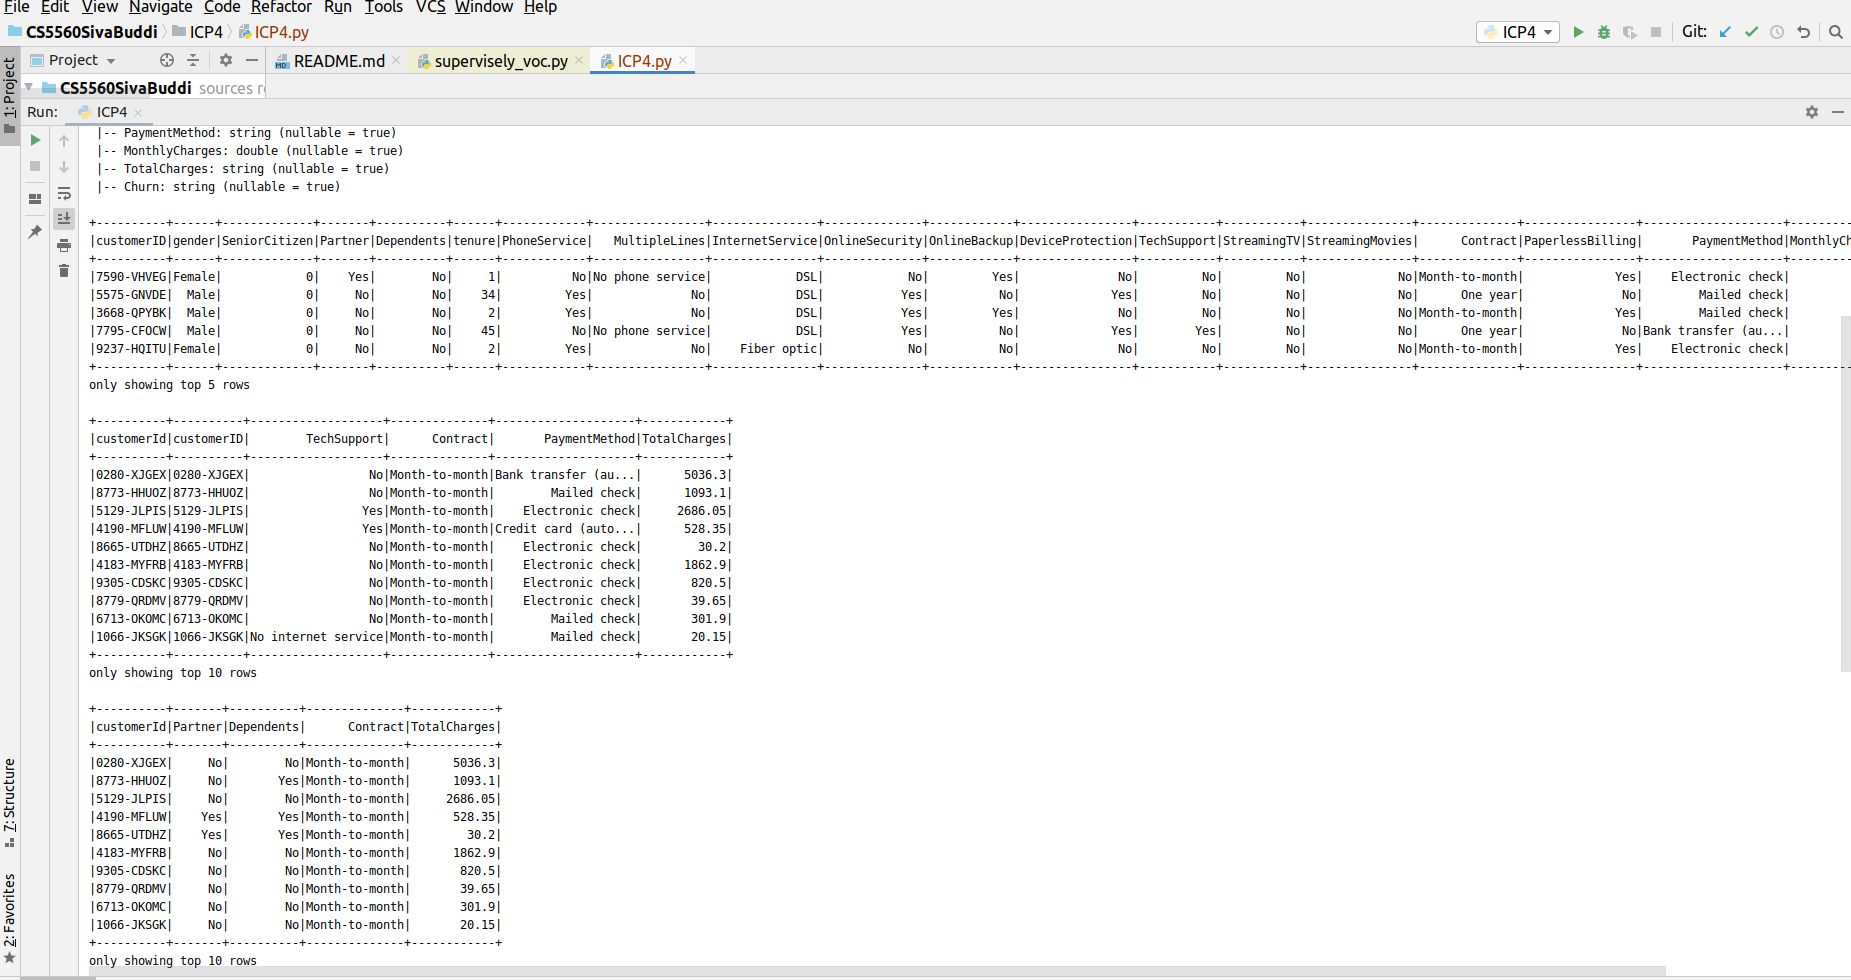 File Edit View Navigate Code Refactor Run Tools VCS Window Help
CS5560SivaBuddi ICP4 ICP4.py ICP4 Git:
Project README.md supervisely_voc.py ICP4.py
1: Project
CS5560SivaBuddi sources r
Run: ICP4
 |-- PaymentMethod: string (nullable = true)
 |-- MonthlyCharges: double (nullable = true)
 |-- TotalCharges: string (nullable = true)
 |-- Churn: string (nullable = true)
+----------+------+-------------+-------+----------+------+------------+----------------+---------------+--------------+------------+----------------+-----------+-----------+---------------+--------------+----------------+--------------------+---------
|customerID|gender|SeniorCitizen|Partner|Dependents|tenure|PhoneService|   MultipleLines|InternetService|OnlineSecurity|OnlineBackup|DeviceProtection|TechSupport|StreamingTV|StreamingMovies|      Contract|PaperlessBilling|       PaymentMethod|MonthlyCh
+----------+------+-------------+-------+----------+------+------------+----------------+---------------+--------------+------------+----------------+-----------+-----------+---------------+--------------+----------------+--------------------+---------
|7590-VHVEG|Female|            0|    Yes|        No|     1|          No|No phone service|            DSL|            No|         Yes|              No|         No|         No|             No|Month-to-month|             Yes|    Electronic check|
|5575-GNVDE|  Male|            0|     No|        No|    34|         Yes|              No|            DSL|           Yes|          No|             Yes|         No|         No|             No|      One year|              No|        Mailed check|
|3668-QPYBK|  Male|            0|     No|        No|     2|         Yes|              No|            DSL|           Yes|         Yes|              No|         No|         No|             No|Month-to-month|             Yes|        Mailed check|
|7795-CFOCW|  Male|            0|     No|        No|    45|          No|No phone service|            DSL|           Yes|          No|             Yes|        Yes|         No|             No|      One year|              No|Bank transfer (au...|
|9237-HQITU|Female|            0|     No|        No|     2|         Yes|              No|    Fiber optic|            No|          No|              No|         No|         No|             No|Month-to-month|             Yes|    Electronic check|
+----------+------+-------------+-------+----------+------+------------+----------------+---------------+--------------+------------+----------------+-----------+-----------+---------------+--------------+----------------+--------------------+---------
only showing top 5 rows
+----------+----------+-------------------+--------------+--------------------+------------+
|customerId|customerID|        TechSupport|      Contract|       PaymentMethod|TotalCharges|
+----------+----------+-------------------+--------------+--------------------+------------+
|0280-XJGEX|0280-XJGEX|                 No|Month-to-month|Bank transfer (au...|      5036.3|
|8773-HHUOZ|8773-HHUOZ|                 No|Month-to-month|        Mailed check|      1093.1|
|5129-JLPIS|5129-JLPIS|                Yes|Month-to-month|    Electronic check|     2686.05|
|4190-MFLUW|4190-MFLUW|                Yes|Month-to-month|Credit card (auto...|      528.35|
|8665-UTDHZ|8665-UTDHZ|                 No|Month-to-month|    Electronic check|        30.2|
|4183-MYFRB|4183-MYFRB|                 No|Month-to-month|    Electronic check|      1862.9|
|9305-CDSKC|9305-CDSKC|                 No|Month-to-month|    Electronic check|       820.5|
|8779-QRDMV|8779-QRDMV|                 No|Month-to-month|    Electronic check|       39.65|
|6713-OKOMC|6713-OKOMC|                 No|Month-to-month|        Mailed check|       301.9|
|1066-JKSGK|1066-JKSGK|No internet service|Month-to-month|        Mailed check|       20.15|
+----------+----------+-------------------+--------------+--------------------+------------+
only showing top 10 rows
+----------+-------+----------+--------------+------------+
|customerId|Partner|Dependents|      Contract|TotalCharges|
+----------+-------+----------+--------------+------------+
|0280-XJGEX|     No|        No|Month-to-month|      5036.3|
|8773-HHUOZ|     No|       Yes|Month-to-month|      1093.1|
|5129-JLPIS|     No|        No|Month-to-month|     2686.05|
|4190-MFLUW|    Yes|       Yes|Month-to-month|      528.35|
|8665-UTDHZ|    Yes|       Yes|Month-to-month|        30.2|
|4183-MYFRB|     No|        No|Month-to-month|      1862.9|
|9305-CDSKC|     No|        No|Month-to-month|       820.5|
|8779-QRDMV|     No|        No|Month-to-month|       39.65|
|6713-OKOMC|     No|        No|Month-to-month|       301.9|
|1066-JKSGK|     No|        No|Month-to-month|       20.15|
+----------+-------+----------+--------------+------------+
only showing top 10 rows
7: Structure
2: Favorites